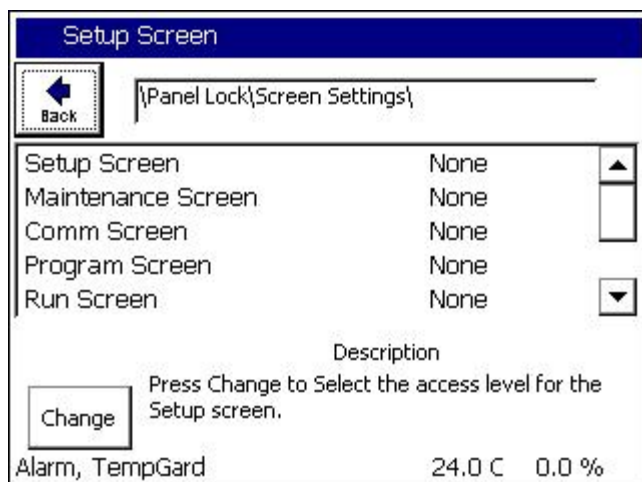 Setup Screen
Back
\Panel Lock\Screen Settings\
Setup Screen None
Maintenance Screen None
Comm Screen None
Program Screen None
Run Screen None
Description
Press Change to Select the access level for the
Setup screen.
Change
Alarm, TempGard 24.0 C 0.0 %